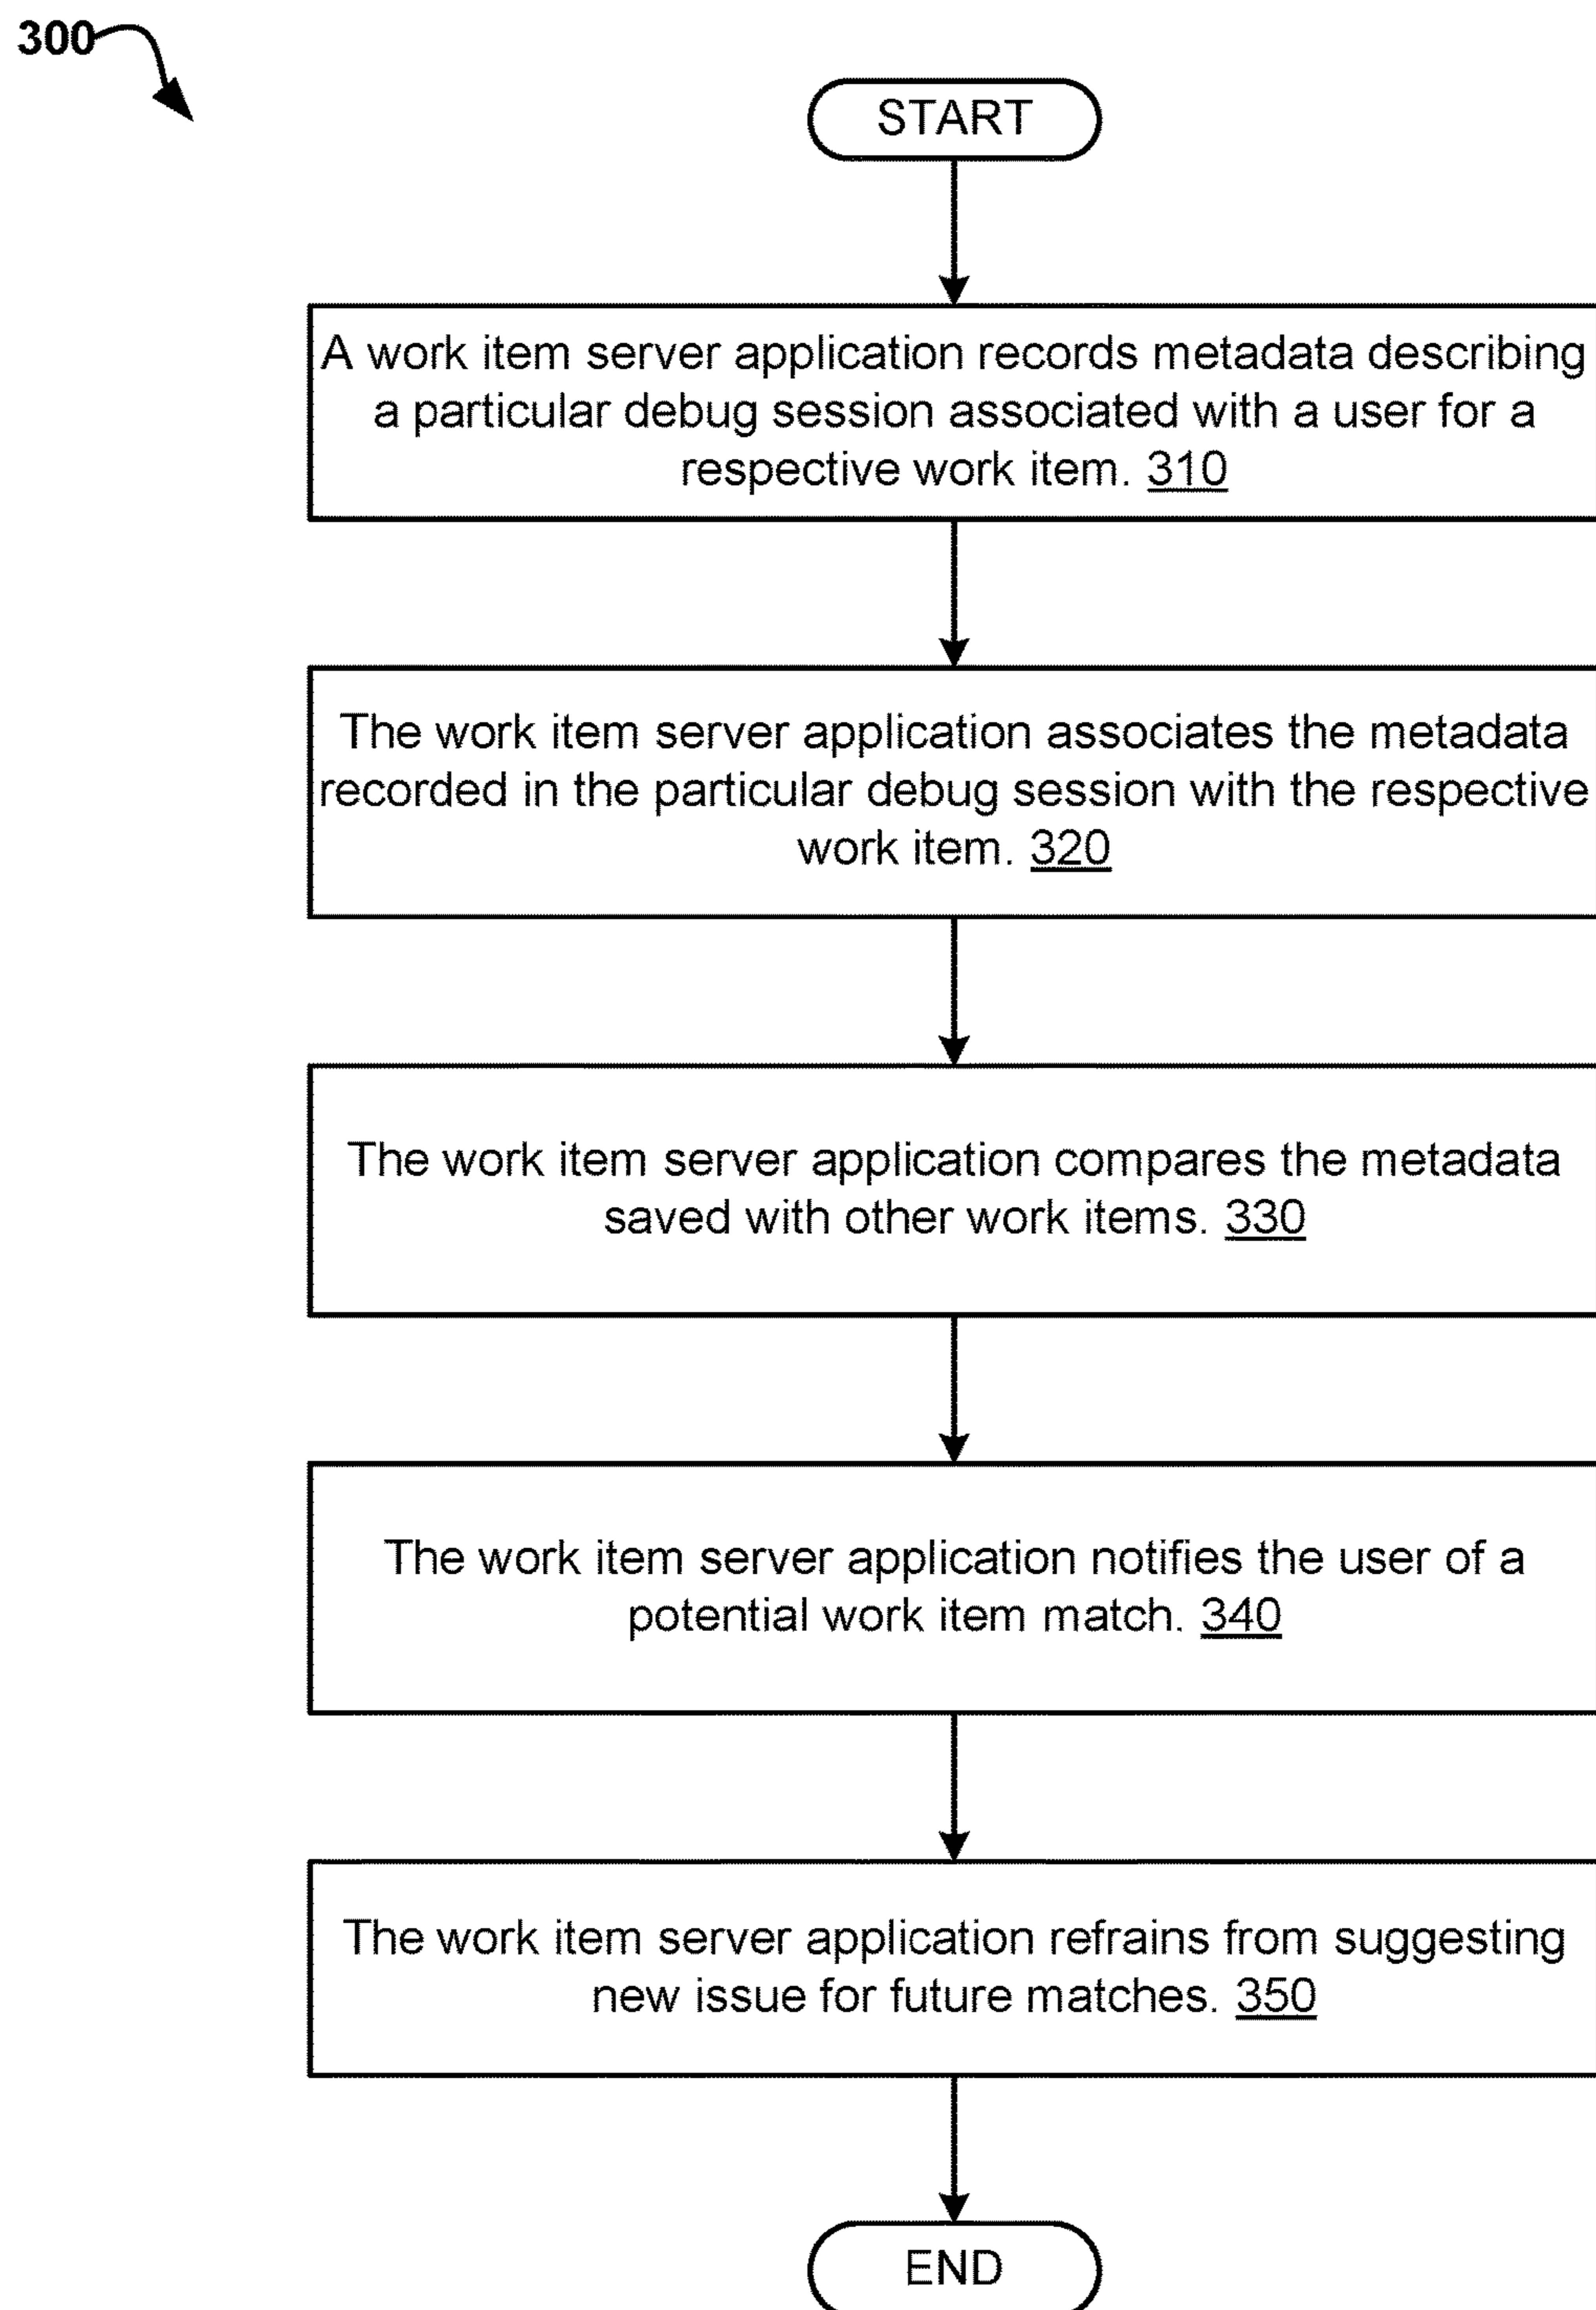 300
START
A work item server application records metadata describing
a particular debug session associated with a user for a
respective work item. 310
The work item server application associates the metadata
recorded in the particular debug session with the respective
work item. 320
The work item server application compares the metadata
saved with other work items. 330
The work item server application notifies the user of a
potential work item match. 340
The work item server application refrains from suggesting
new issue for future matches. 350
END